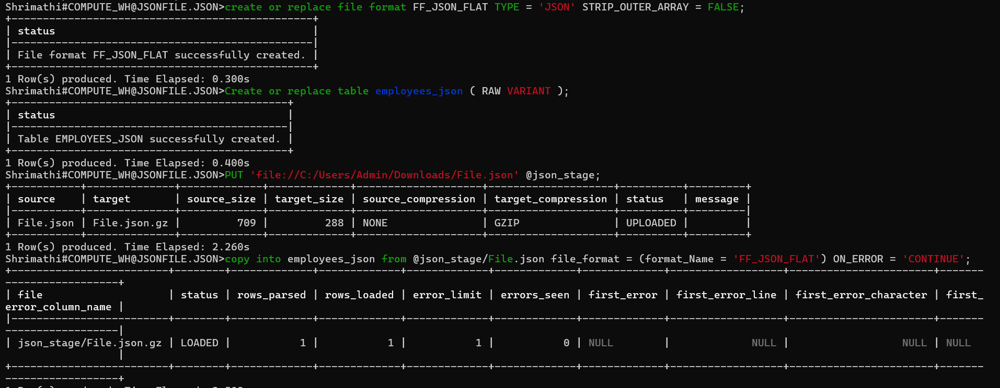 Shrimathi#COMPUTE_WH@JSONFILE.JSON>create or replace file format FF_JSON_FLAT TYPE = 'JSON' STRIP_OUTER_ARRAY = FALSE;
+------------------------------------------------+
| status                                         |
|------------------------------------------------|
| File format FF_JSON_FLAT successfully created. |
+------------------------------------------------+
1 Row(s) produced. Time Elapsed: 0.300s
Shrimathi#COMPUTE_WH@JSONFILE.JSON>Create or replace table employees_json ( RAW VARIANT );
+--------------------------------------------+
| status                                     |
|--------------------------------------------|
| Table EMPLOYEES_JSON successfully created. |
+--------------------------------------------+
1 Row(s) produced. Time Elapsed: 0.400s
Shrimathi#COMPUTE_WH@JSONFILE.JSON>PUT 'file://C:/Users/Admin/Downloads/File.json' @json_stage;
+-----------+--------------+-------------+-------------+--------------------+--------------------+----------+---------+
| source    | target       | source_size | target_size | source_compression | target_compression | status   | message |
|-----------+--------------+-------------+-------------+--------------------+--------------------+----------+---------|
| File.json | File.json.gz |         709 |         288 | NONE               | GZIP               | UPLOADED |         |
+-----------+--------------+-------------+-------------+--------------------+--------------------+----------+---------+
1 Row(s) produced. Time Elapsed: 2.260s
Shrimathi#COMPUTE_WH@JSONFILE.JSON>copy into employees_json from @json_stage/File.json file_format = (format_Name = 'FF_JSON_FLAT') ON_ERROR = 'CONTINUE';
+-------------------------+--------+-------------+-------------+-------------+-------------+-------------+------------------+-----------------------+-------
------------------+
| file                    | status | rows_parsed | rows_loaded | error_limit | errors_seen | first_error | first_error_line | first_error_character | first_
error_column_name |
|-------------------------+--------+-------------+-------------+-------------+-------------+-------------+------------------+-----------------------+-------
------------------|
| json_stage/File.json.gz | LOADED |           1 |           1 |           1 |           0 | NULL        |             NULL |                  NULL | NULL
                  |
+-------------------------+--------+-------------+-------------+-------------+-------------+-------------+------------------+-----------------------+-------
------------------+